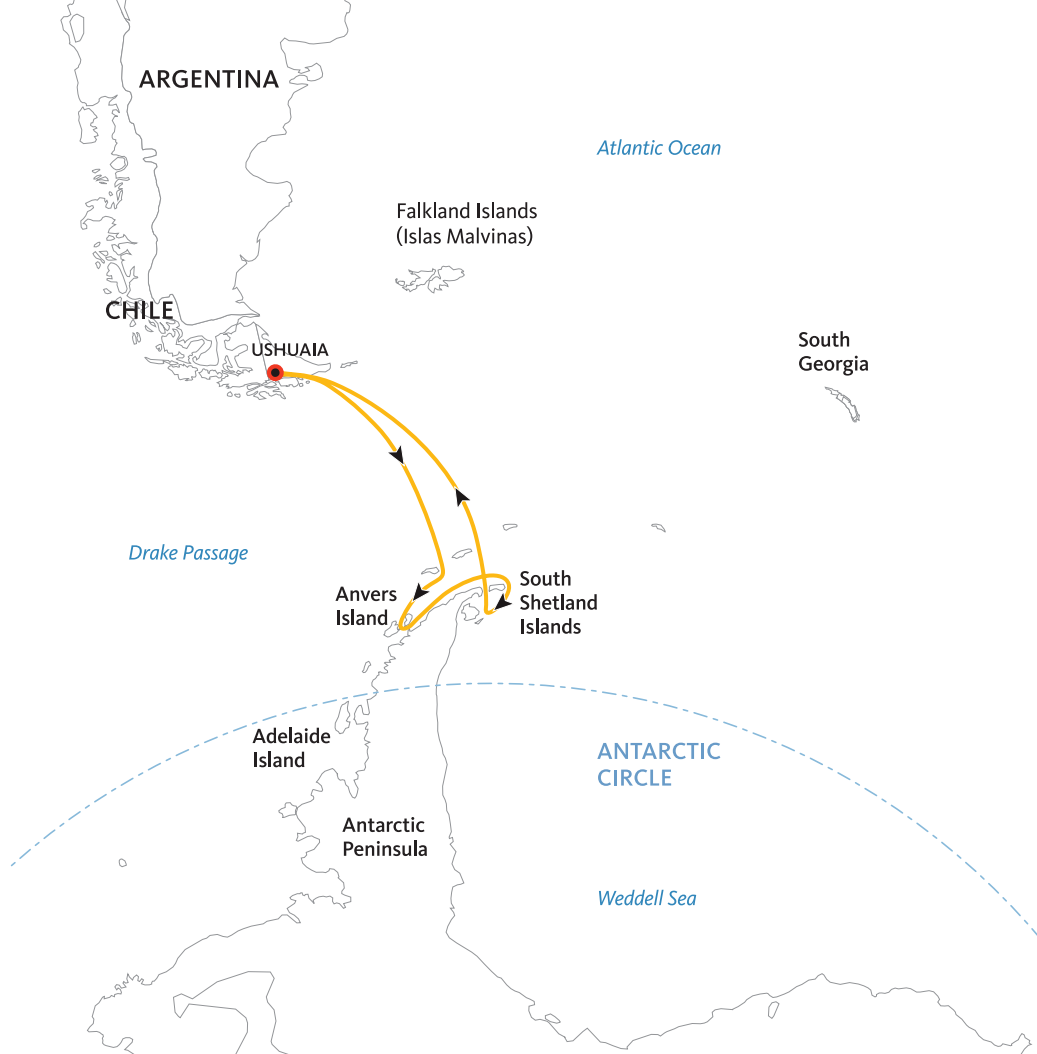 ARGENTINA
Atlantic Ocean
Falkland Islands
(Islas Malvinas)
CHILE
USHUAIA
South
Georgia
Drake Passage
Anvers
Island
South
Shetland
Islands
Adelaide
Island
ANTARCTIC
CIRCLE
Antarctic
Peninsula
Weddell Sea